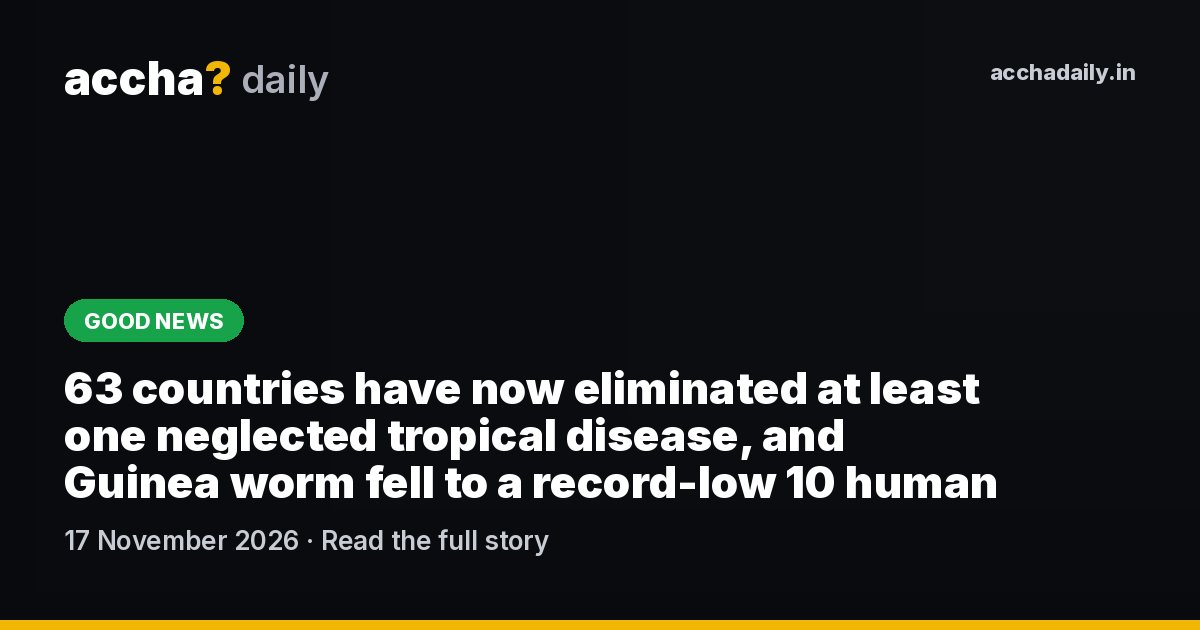 accha? daily
acchadaily.in
GOOD NEWS
63 countries have now eliminated at least
one neglected tropical disease, and
Guinea worm fell to a record-low 10 human
17 November 2026 · Read the full story